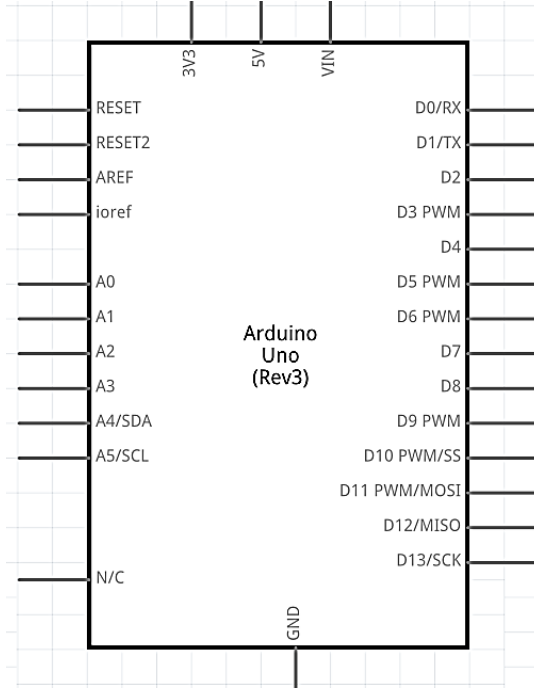 3V3
5V
VIN
RESET
RESET2
AREF
ioref
A0
A1
A2
A3
A4/SDA
A5/SCL
N/C
Arduino
Uno
(Rev3)
D0/RX
D1/TX
D2
D3 PWM
D4
D5 PWM
D6 PWM
D7
D8
D9 PWM
D10 PWM/SS
D11 PWM/MOSI
D12/MISO
D13/SCK
GND